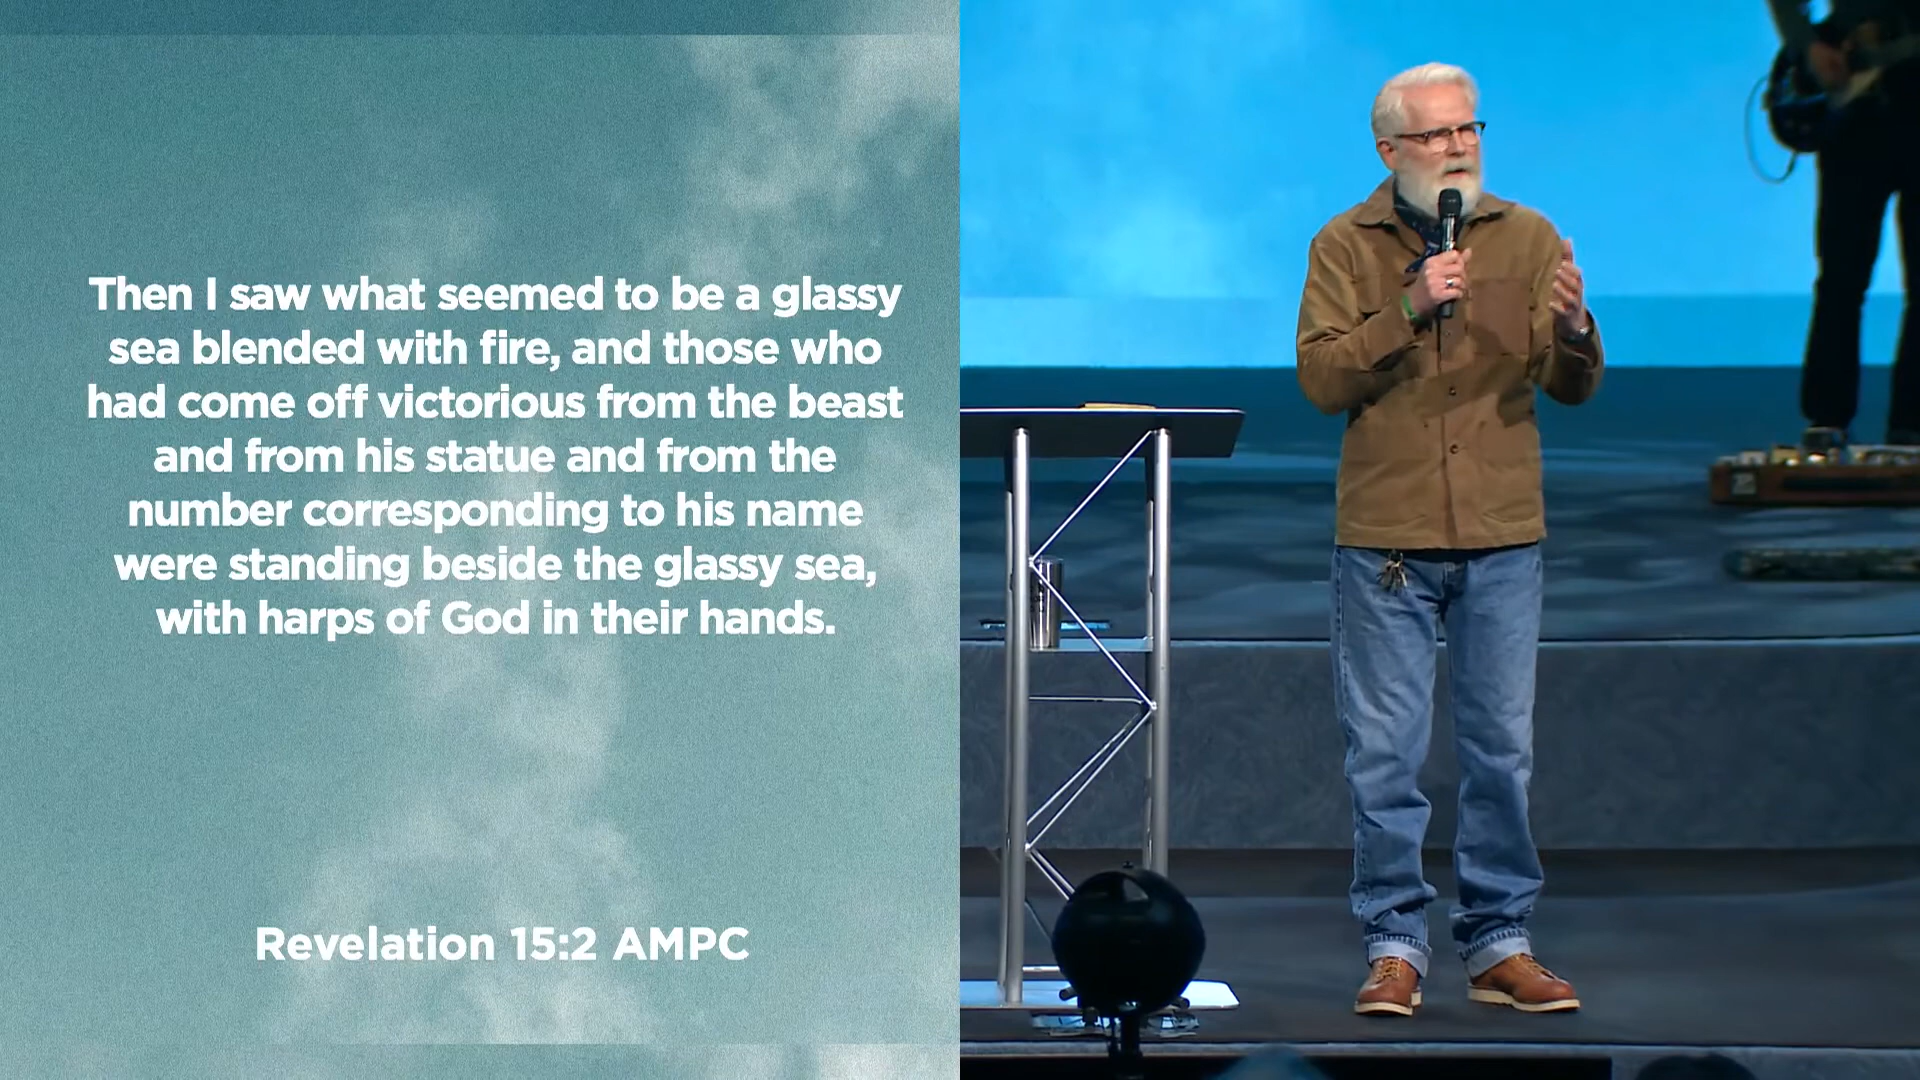 Then I saw what seemed to be a glassy
sea blended with fire, and those who
had come off victorious from the beast
and from his statue and from the
number corresponding to his name
were standing beside the glassy sea,
with harps of God in their hands.
Revelation 15:2 AMPC